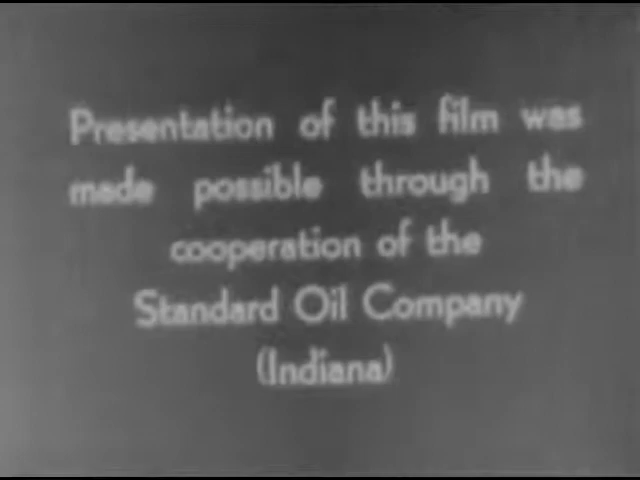 Presentation of this film was
made possible through the
cooperation of the
Standard Oil Company
(Indiana)